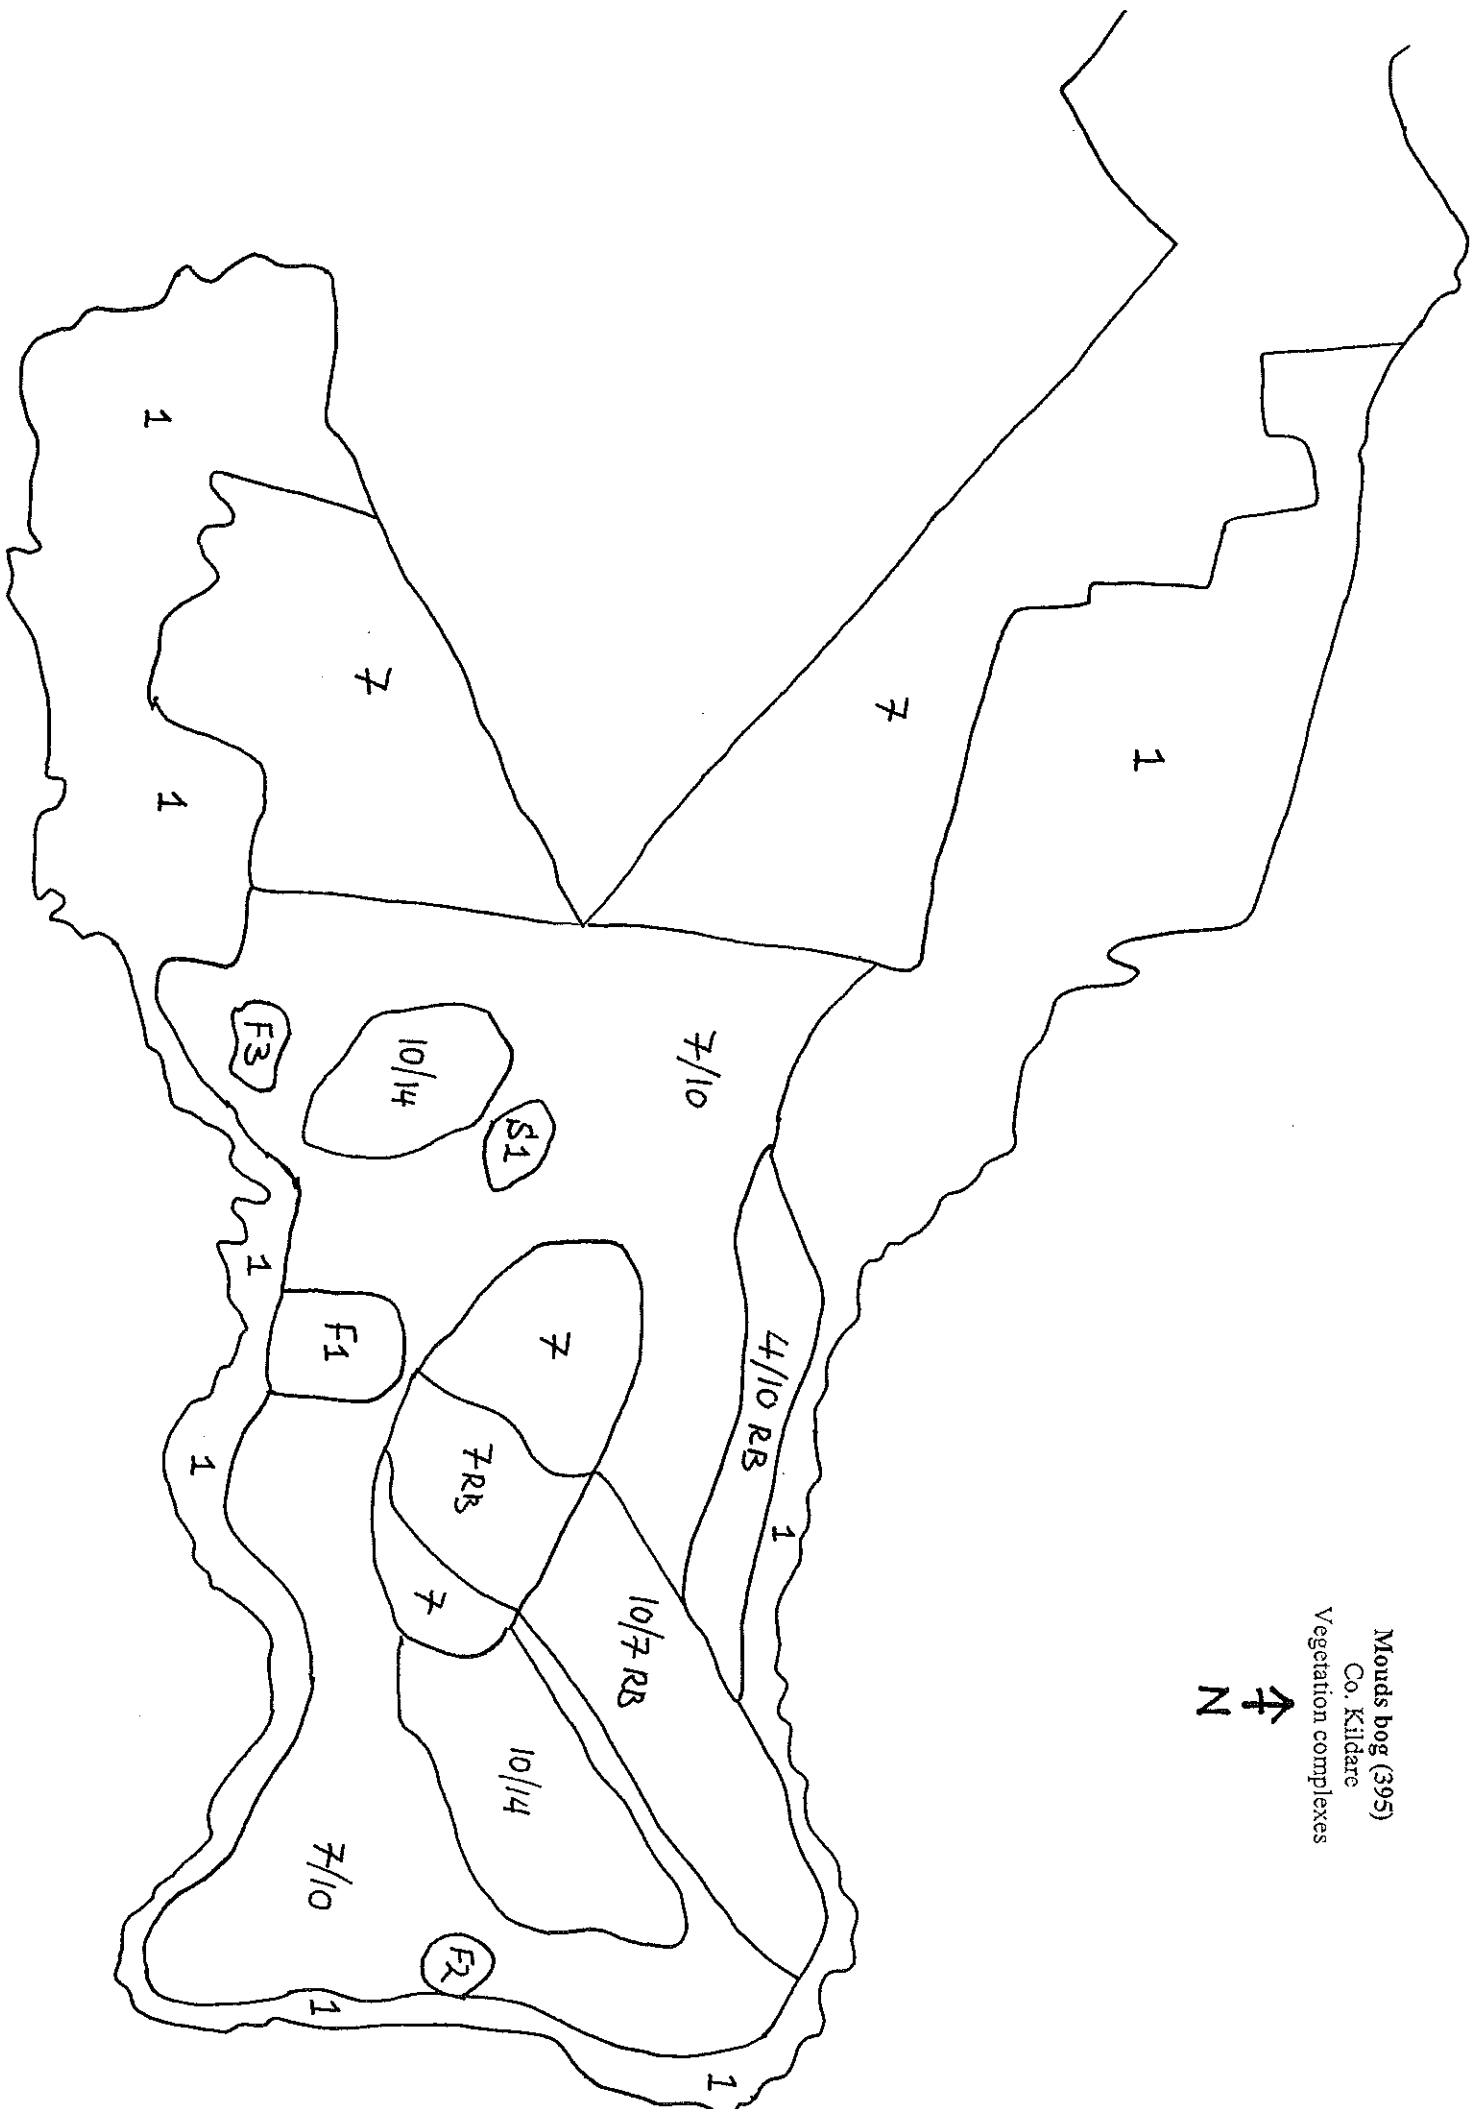 Mouds bog (395)
Co. Kildare
Vegetation complexes
N
1
7
1
4/10 RB
1
7/10
10/7 RB
7
S1
10/14
7RB
F2
7
10/14
7
F1
7/10
1
F3
1
1
1
1